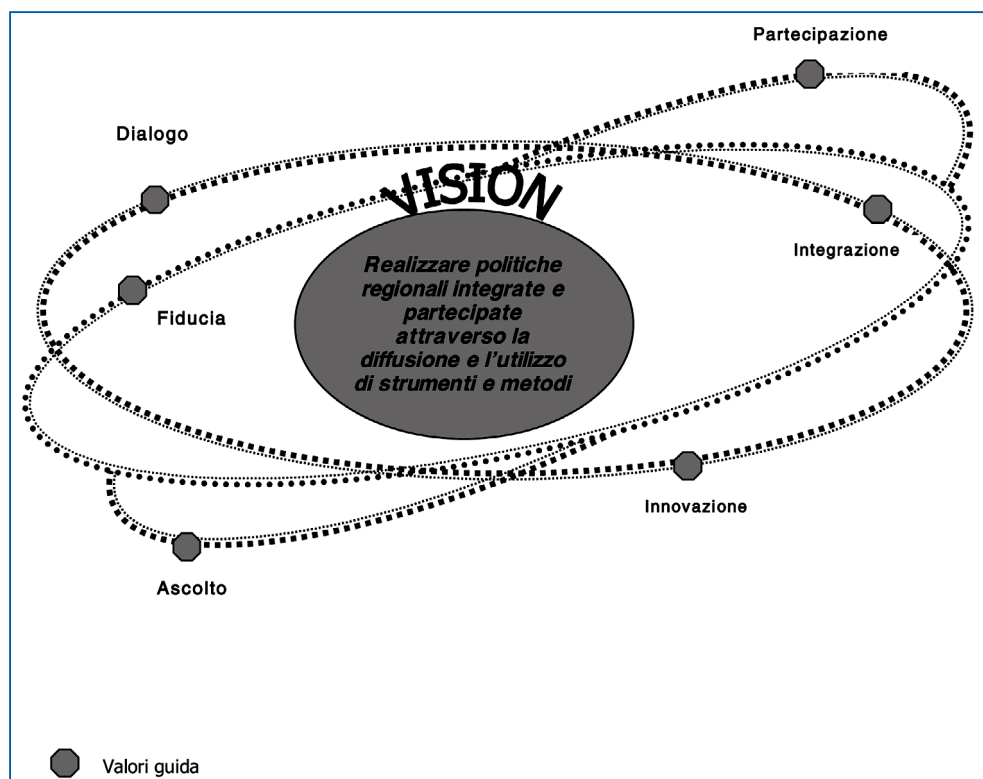 Partecipazione
Dialogo
VISION
Integrazione
Realizzare politiche
regionali integrate e
partecipate
attraverso la
diffusione e l'utilizzo
di strumenti e metodi
Fiducia
Innovazione
Ascolto
Valori guida